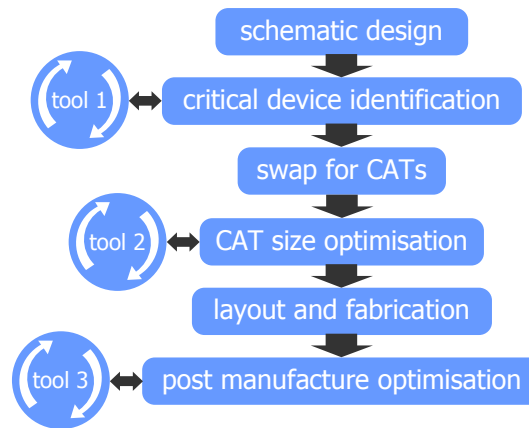 schematic design
tool 1
critical device identification
swap for CATs
tool 2
CAT size optimisation
layout and fabrication
tool 3
post manufacture optimisation